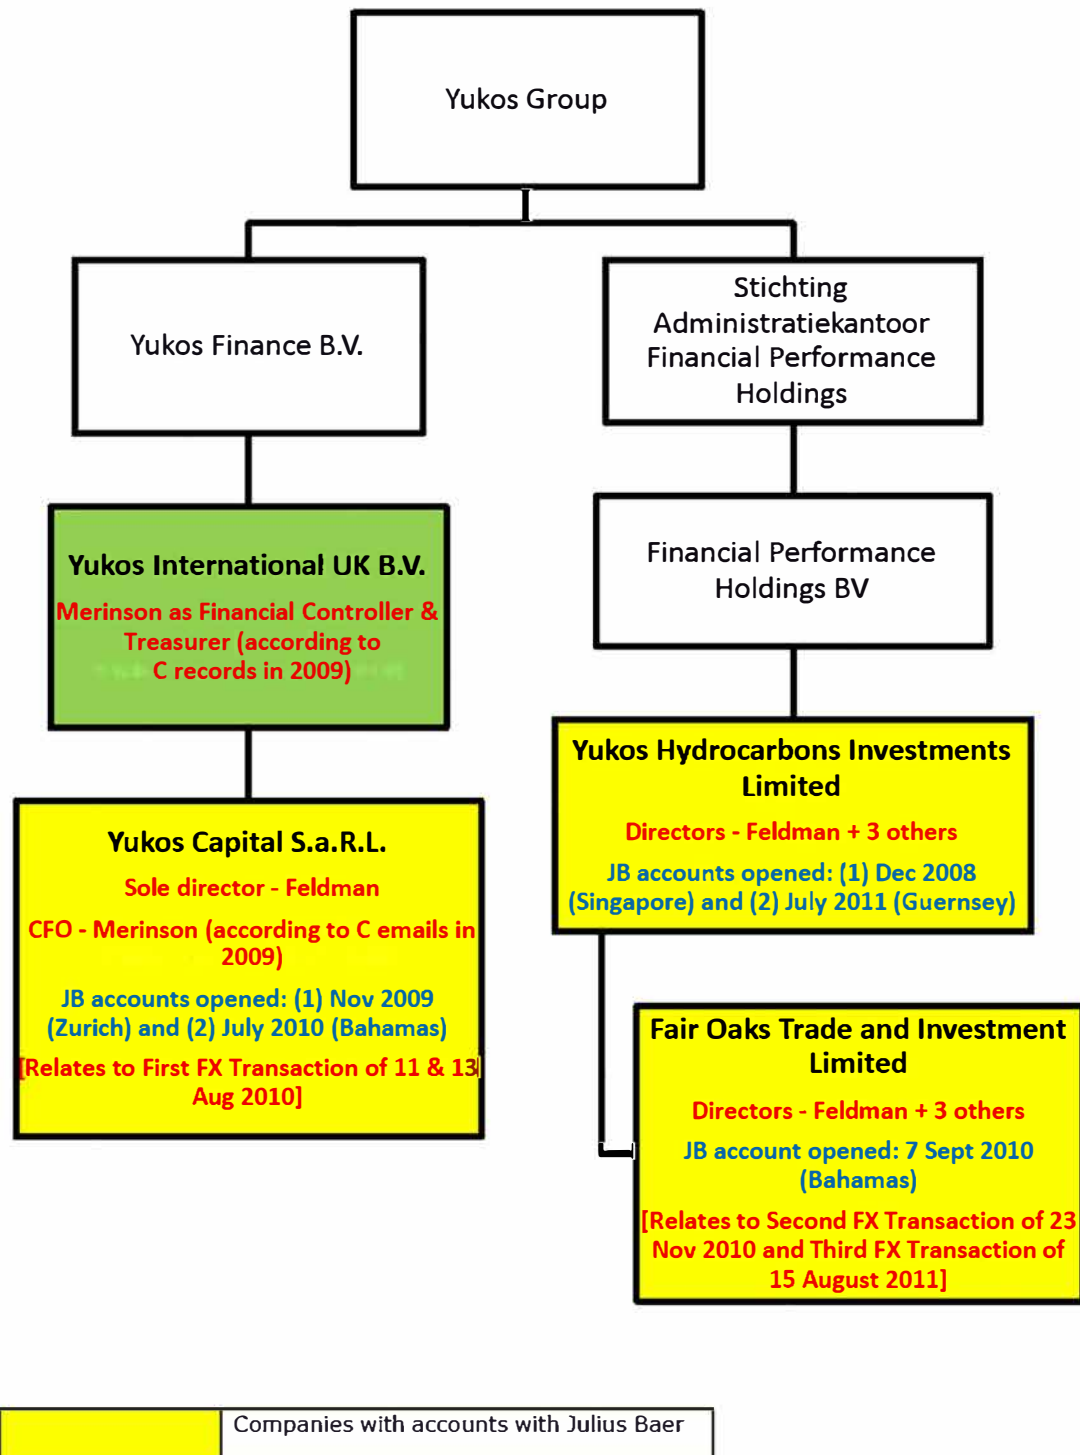 Yukos Group
Yukos Finance B.V.
Stichting
Administratiekantoor
Financial Performance
Holdings
Yukos International UK B.V.
Merinson as Financial Controller &
Treasurer (according to
C records in 2009)
Financial Performance
Holdings BV
Yukos Capital S.a.R.L.
Sole director - Feldman
CFO - Merinson (according to C emails in
2009)
JB accounts opened: (1) Nov 2009
(Zurich) and (2) July 2010 (Bahamas)
[Relates to First FX Transaction of 11 & 13
Aug 2010]
Yukos Hydrocarbons Investments
Limited
Directors - Feldman + 3 others
JB accounts opened: (1) Dec 2008
(Singapore) and (2) July 2011 (Guernsey)
Fair Oaks Trade and Investment
Limited
Directors - Feldman + 3 others
JB account opened: 7 Sept 2010
(Bahamas)
[Relates to Second FX Transaction of 23
Nov 2010 and Third FX Transaction of
15 August 2011]
Companies with accounts with Julius Baer